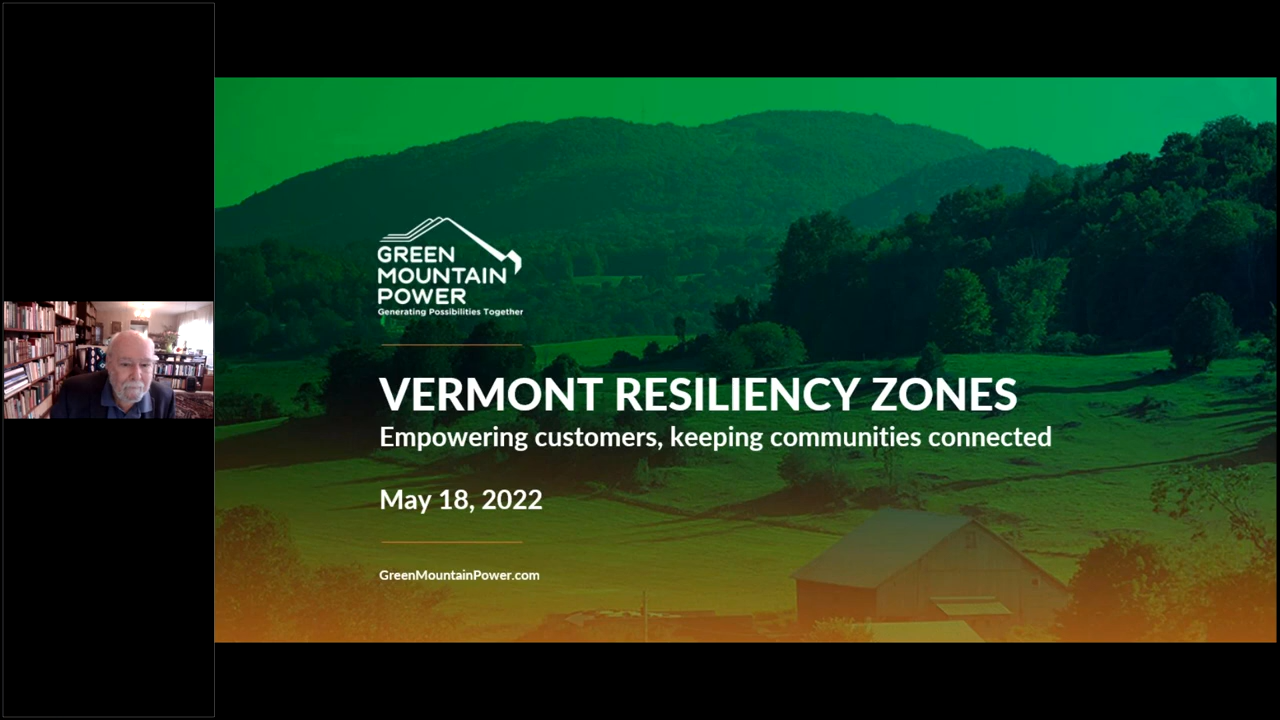 GREEN
MOUNTAIN
POWER
Generating Possibilities Together
VERMONT RESILIENCY ZONES
Empowering customers, keeping communities connected
May 18, 2022
GreenMountainPower.com